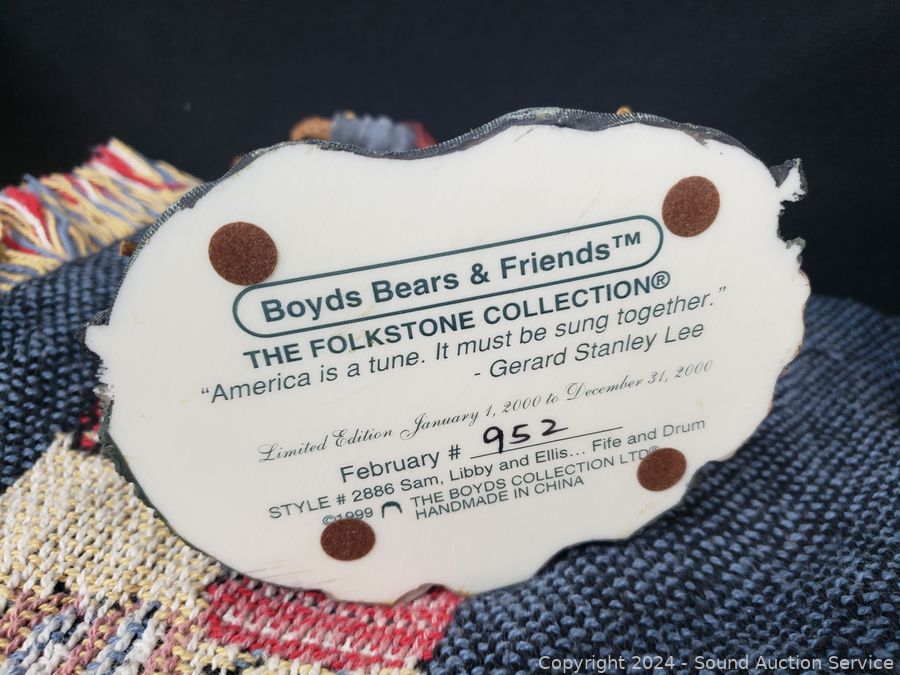 Boyds Bears & Friends™
THE FOLKSTONE COLLECTION®
“America is a tune. It must be sung together.”
- Gerard Stanley Lee
Limited Edition January 1, 2000 to December 31, 2000
February # 952
STYLE # 2886 Sam, Libby and Ellis... Fife and Drum
©1999 THE BOYDS COLLECTION LTD®
HANDMADE IN CHINA
Copyright 2024 - Sound Auction Service